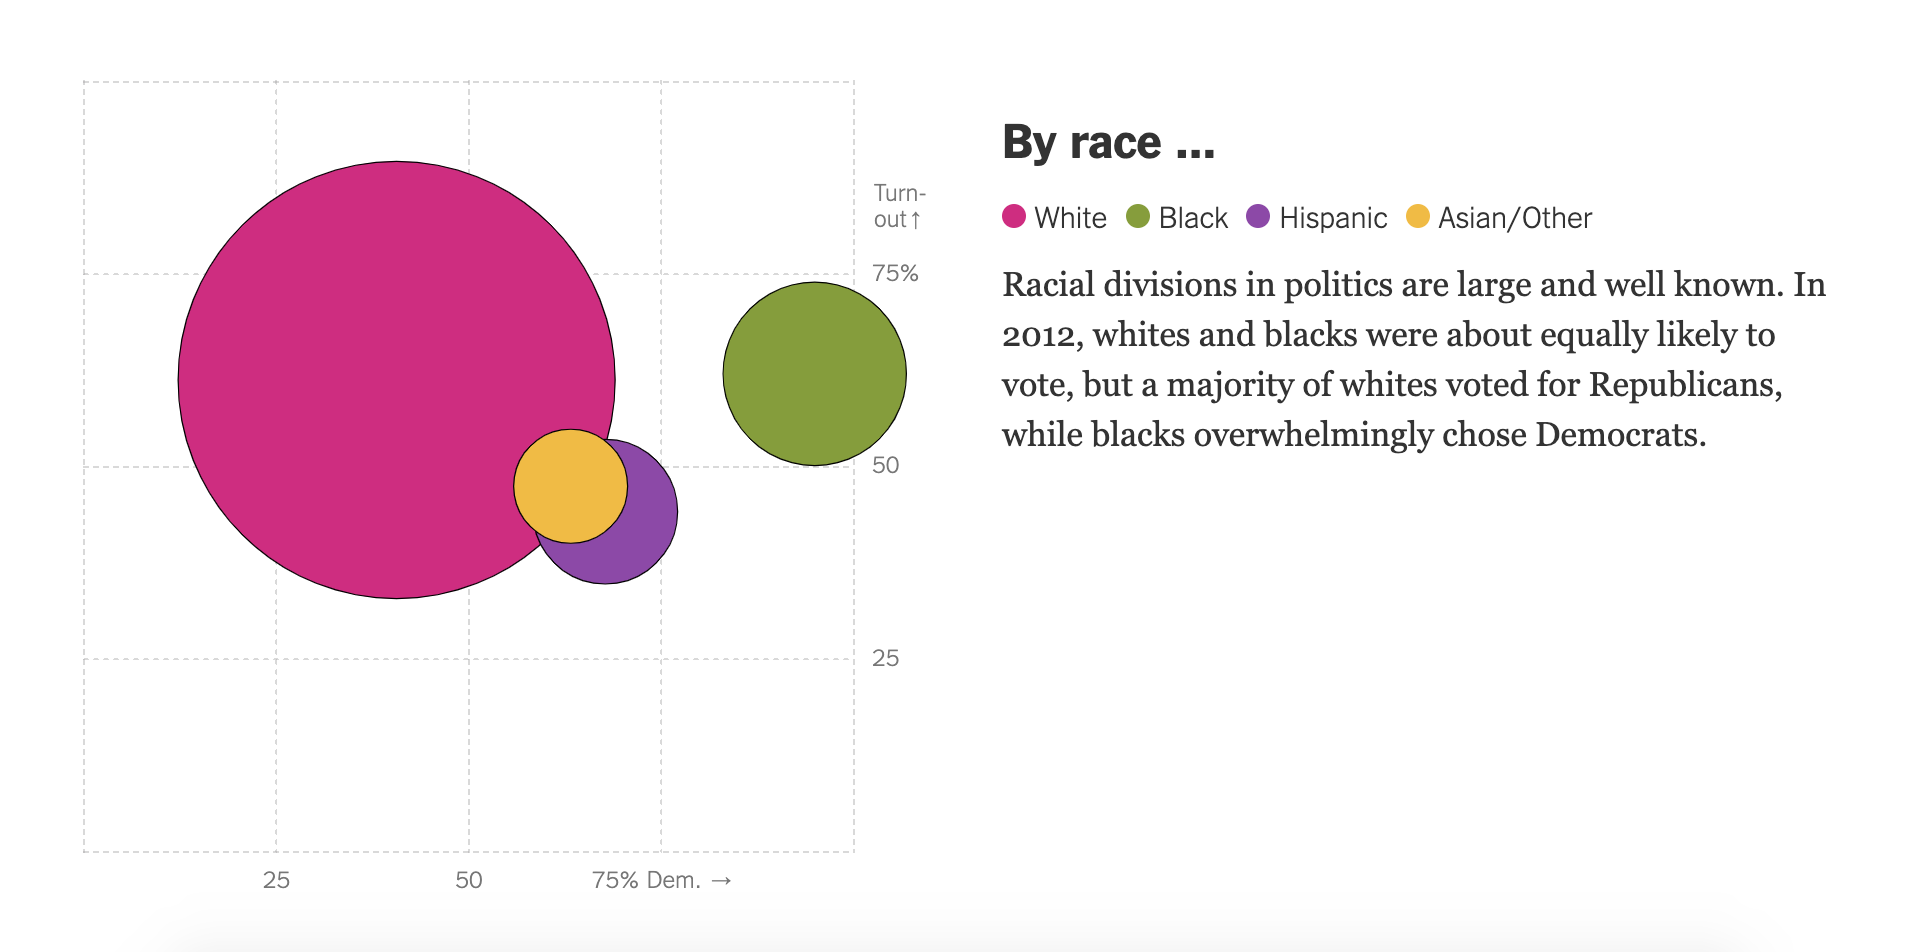 By race ...
White Black Hispanic Asian/Other
Racial divisions in politics are large and well known. In
2012, whites and blacks were about equally likely to
vote, but a majority of whites voted for Republicans,
while blacks overwhelmingly chose Democrats.
Turn-
out↑
75%
50
25
25 50 75% Dem. →